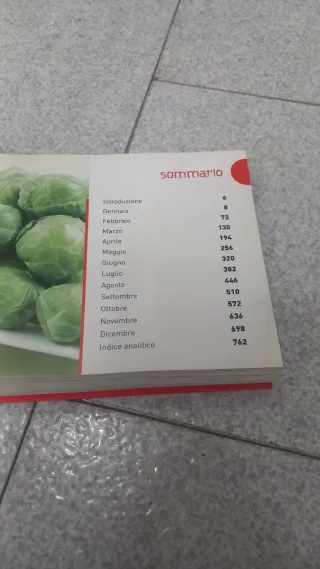 sommario
Introduzione 6
Gennaio 8
Febbraio 72
Marzo 130
Aprile 194
Maggio 256
Giugno 320
Luglio 382
Agosto 446
Settembre 510
Ottobre 572
Novembre 636
Dicembre 698
Indice analitico 762